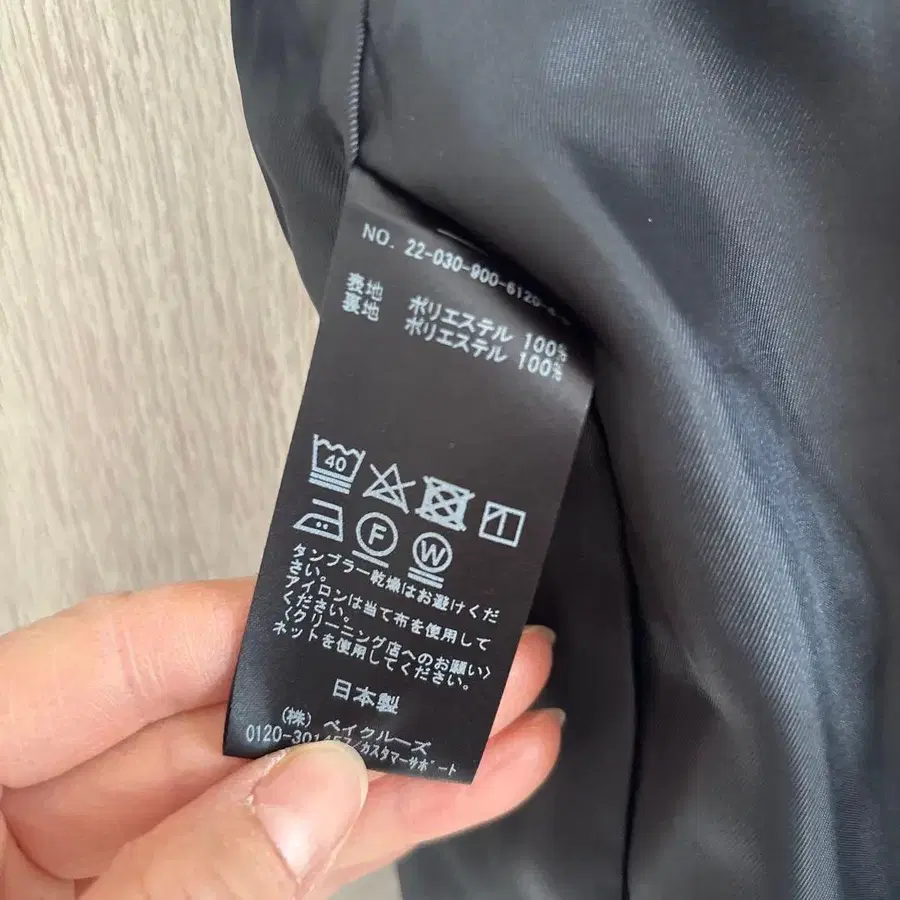 NO. 22-030-900-6120-
表地 ポリエステル 100%
裏地 ポリエステル 100%
40
F W
タンブラー乾燥はお避けくだ
さい。
アイロンは当て布を使用して
ください。
〈クリーニング店へのお願い〉
ネットを使用してください。
日本製
(株) ベイクルーズ
0120-301457/カスタマーサポート